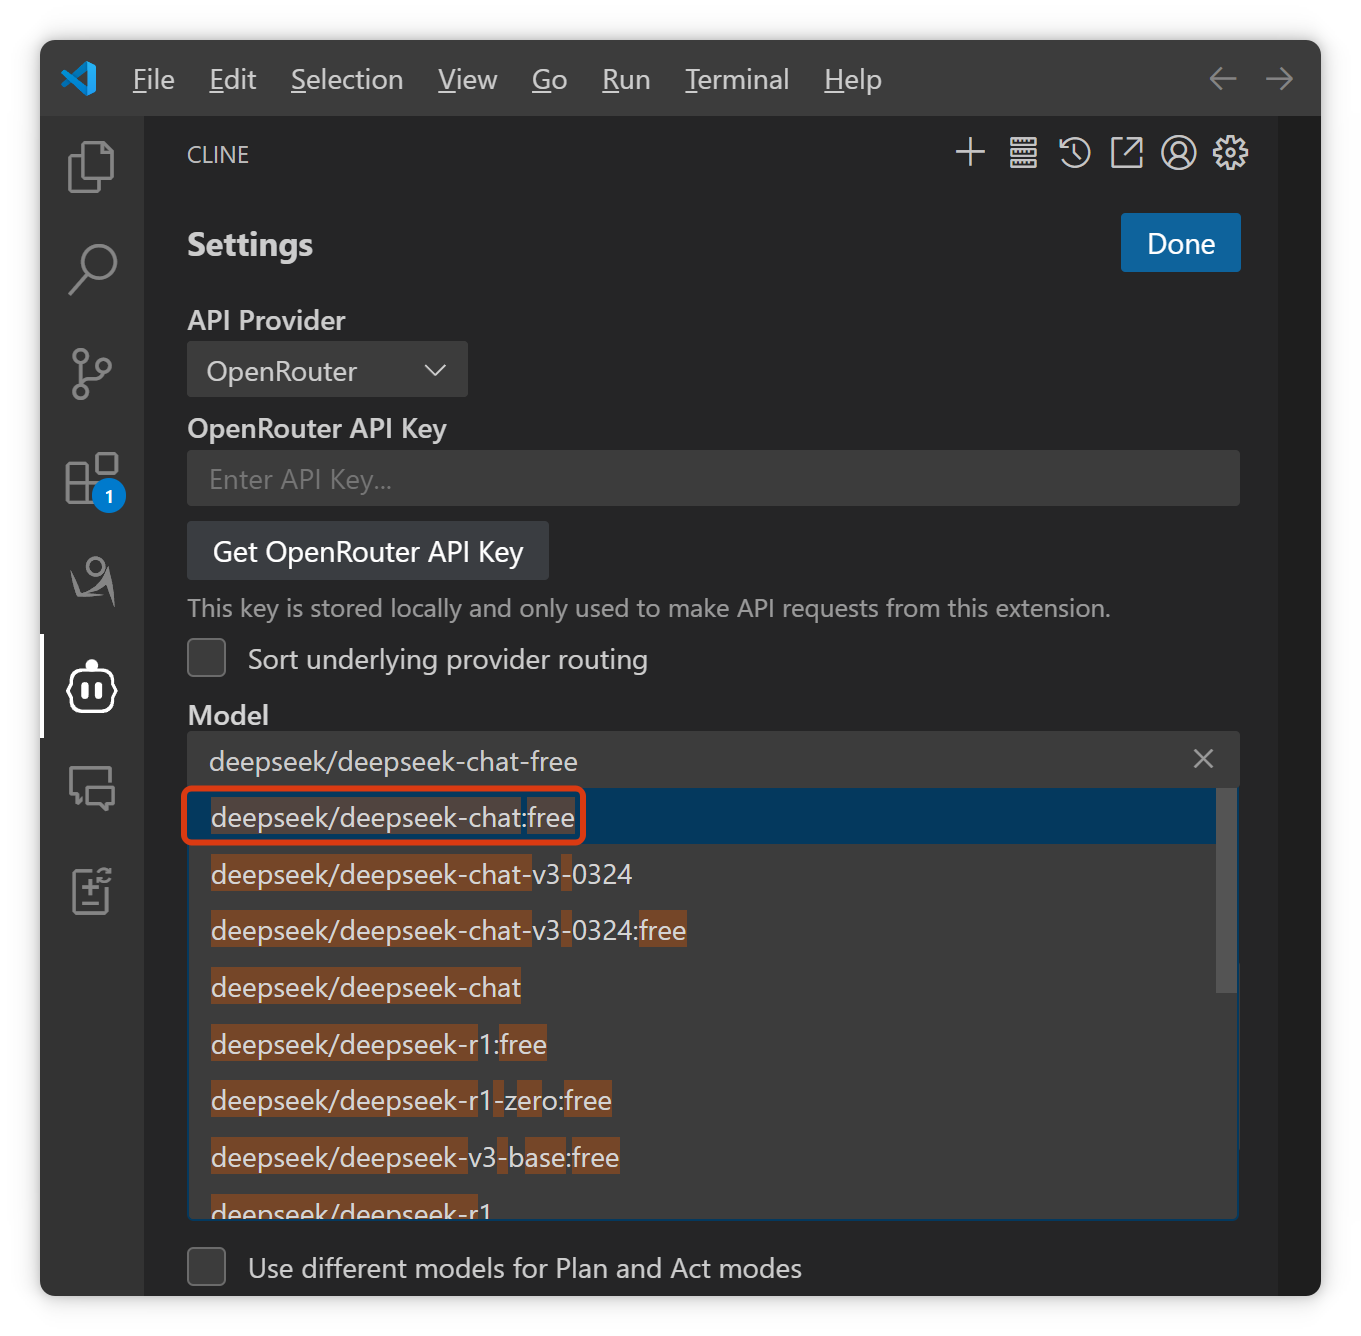 File Edit Selection View Go Run Terminal Help
CLINE
Settings
Done
API Provider
OpenRouter
OpenRouter API Key
Enter API Key...
1
Get OpenRouter API Key
This key is stored locally and only used to make API requests from this extension.
Sort underlying provider routing
Model
deepseek/deepseek-chat-free
deepseek/deepseek-chat:free
deepseek/deepseek-chat-v3-0324
deepseek/deepseek-chat-v3-0324:free
deepseek/deepseek-chat
deepseek/deepseek-r1:free
deepseek/deepseek-r1-zero:free
deepseek/deepseek-v3-base:free
deepseek/deepseek-r1
Use different models for Plan and Act modes